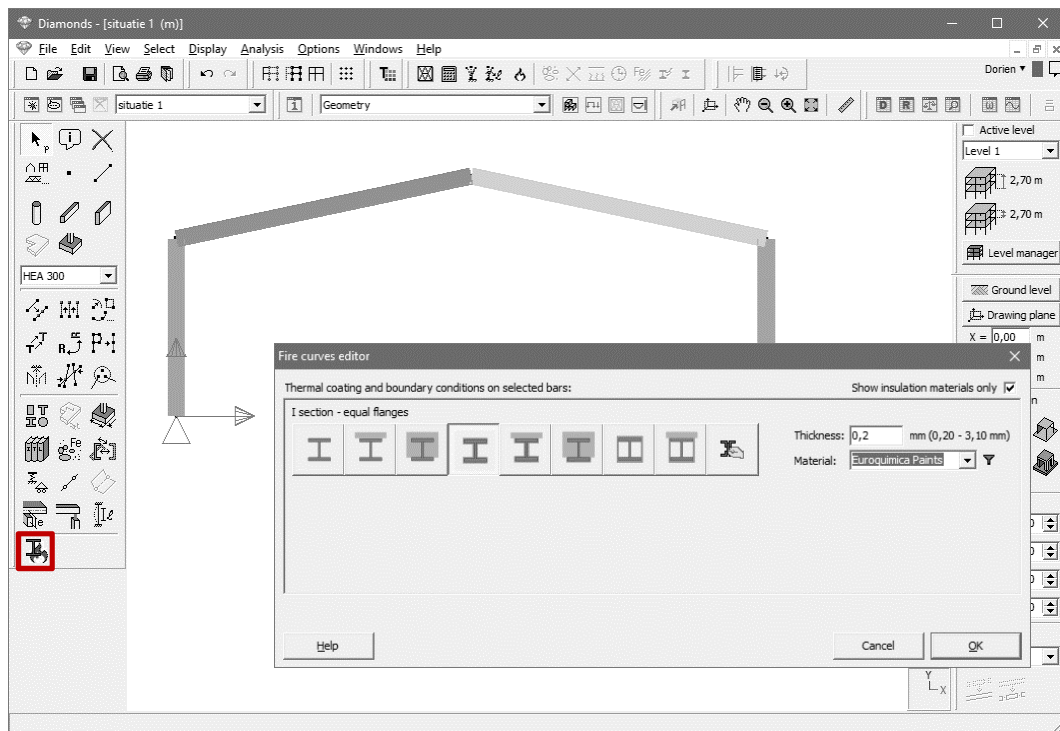 Diamonds - [situatie 1 (m)]
File Edit View Select Display Analysis Options Windows Help
Dorien
situatie 1
1
Geometry
D R
P
HEA 300
Fe
Active level
Level 1
2,70 m
2,70 m
Level manager
Ground level
Drawing plane
X = 0,00 m
m
m
n
Fire curves editor
Thermal coating and boundary conditions on selected bars:
Show insulation materials only
I section - equal flanges
Thickness: 0,2 mm (0,20 - 3,10 mm)
Material: Euroquimica Paints
Help
Cancel
OK
Y
X